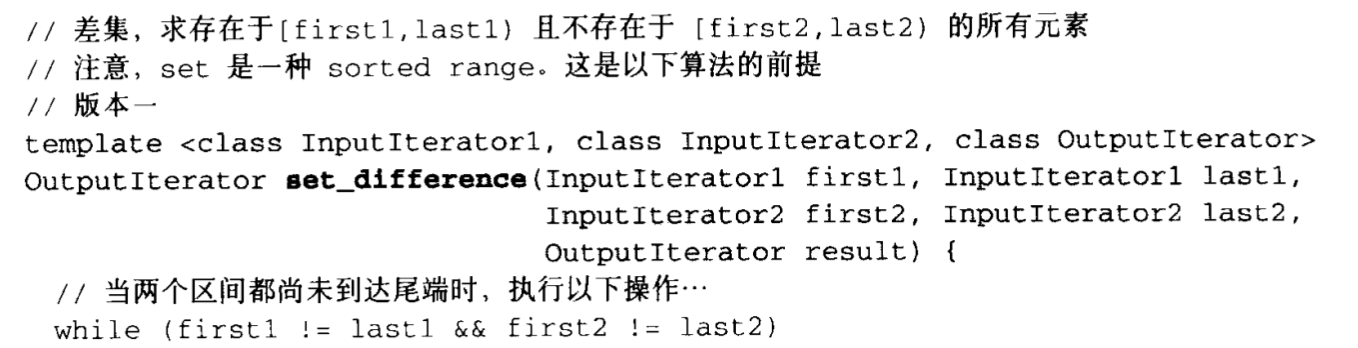 // 差集，求存在于[first1,last1) 且不存在于 [first2,last2) 的所有元素
// 注意，set 是一种 sorted range。这是以下算法的前提
// 版本一
template <class InputIterator1, class InputIterator2, class OutputIterator>
OutputIterator set_difference(InputIterator1 first1, InputIterator1 last1,
InputIterator2 first2, InputIterator2 last2,
OutputIterator result) {
// 当两个区间都尚未到达尾端时，执行以下操作…
while (first1 != last1 && first2 != last2)